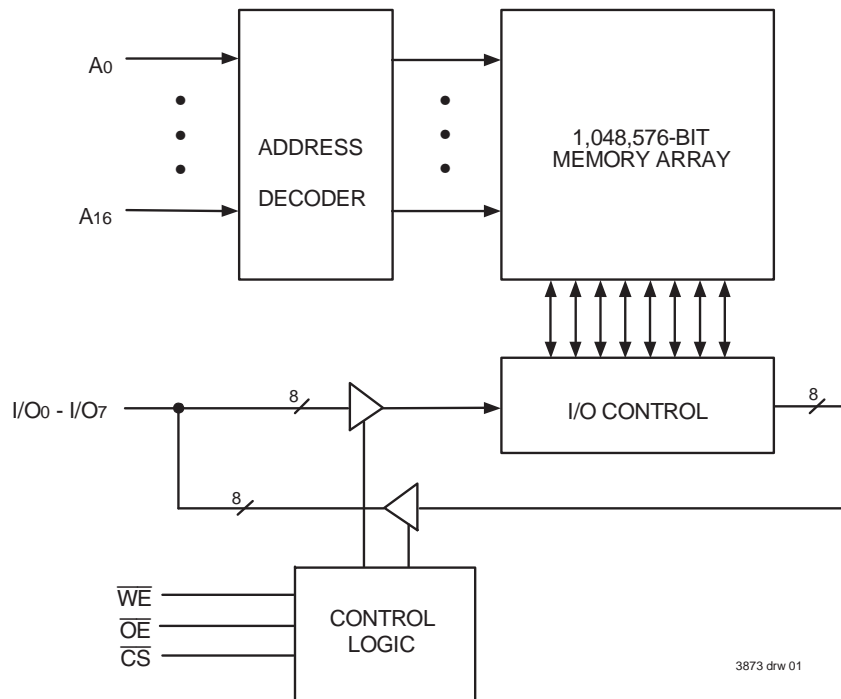 A0
ADDRESS
DECODER
A16
1,048,576-BIT
MEMORY ARRAY
I/O0 - I/O7
8
I/O CONTROL
8
8
WE
OE
CS
CONTROL
LOGIC
3873 drw 01